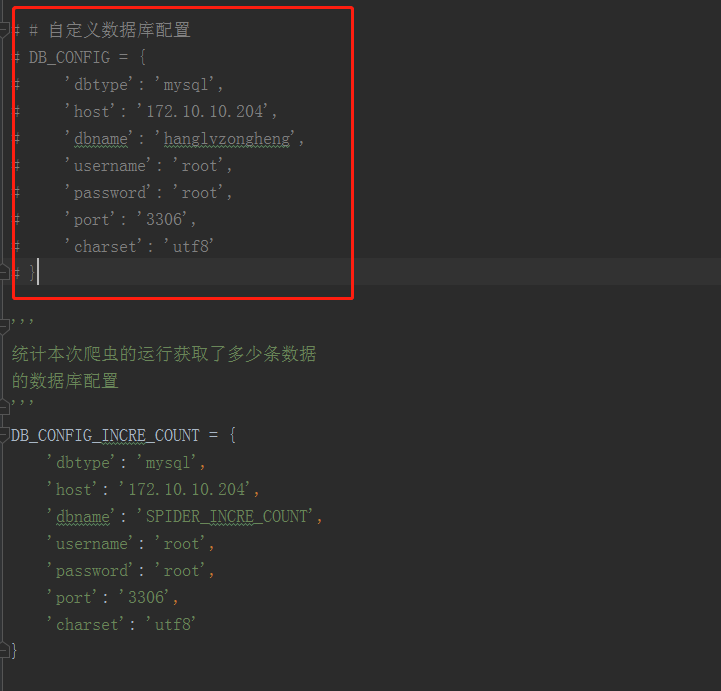 # # 自定义数据库配置
# DB_CONFIG = {
#     'dbtype': 'mysql',
#     'host': '172.10.10.204',
#     'dbname': 'hanglyzongheng',
#     'username': 'root',
#     'password': 'root',
#     'port': '3306',
#     'charset': 'utf8'
# }
'''
统计本次爬虫的运行获取了多少条数据
的数据库配置
'''
DB_CONFIG_INCRE_COUNT = {
    'dbtype': 'mysql',
    'host': '172.10.10.204',
    'dbname': 'SPIDER_INCRE_COUNT',
    'username': 'root',
    'password': 'root',
    'port': '3306',
    'charset': 'utf8'
}